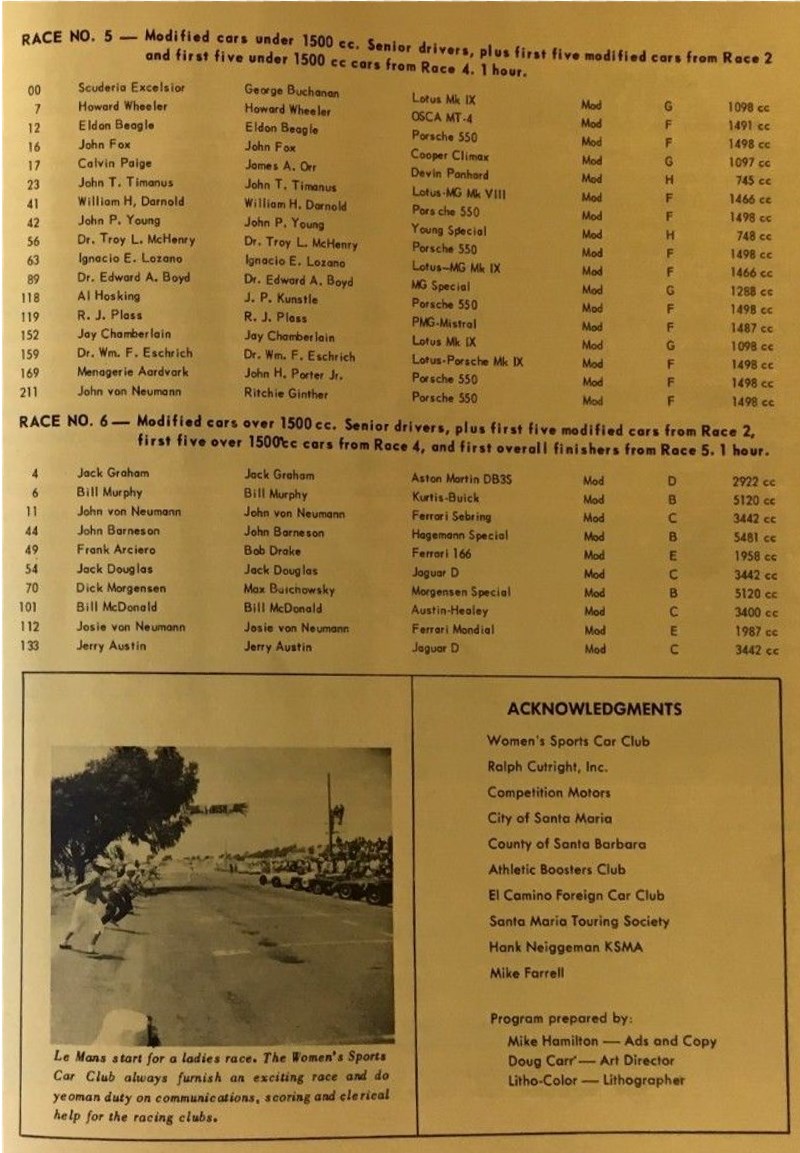 RACE NO. 5 — Modified cars under 1500 cc. Senior drivers, plus first five modified cars from Race 2
and first five under 1500 cc cars from Race 4. 1 hour.
00 Scuderia Excelsior George Buchanan Lotus Mk IX Mod G 1098 cc
7 Howard Wheeler Howard Wheeler OSCA MT-4 Mod F 1491 cc
12 Eldon Beagle Eldon Beagle Porsche 550 Mod F 1498 cc
16 John Fox John Fox Cooper Climax Mod G 1097 cc
17 Calvin Paige James A. Orr Devin Panhard Mod H 745 cc
23 John T. Timanus John T. Timanus Lotus-MG Mk VIII Mod F 1466 cc
41 William H, Darnold William H. Darnold Porsche 550 Mod F 1498 cc
42 John P. Young John P. Young Young Special Mod H 748 cc
56 Dr. Troy L. McHenry Dr. Troy L. McHenry Porsche 550 Mod F 1498 cc
63 Ignacio E. Lozano Ignacio E. Lozano Lotus—MG Mk IX Mod F 1466 cc
89 Dr. Edward A. Boyd Dr. Edward A. Boyd MG Special Mod G 1288 cc
118 Al Hosking J. P. Kunstle Porsche 550 Mod F 1498 cc
119 R. J. Plass R. J. Plass PMG-Mistral Mod F 1487 cc
152 Jay Chamberlain Jay Chamberlain Lotus Mk IX Mod G 1098 cc
159 Dr. Wm. F. Eschrich Dr. Wm. F. Eschrich Lotus-Porsche Mk IX Mod F 1498 cc
169 Menagerie Aardvark John H. Porter Jr. Porsche 550 Mod F 1498 cc
211 John von Neumann Ritchie Ginther Porsche 550 Mod F 1498 cc
RACE NO. 6 — Modified cars over 1500 cc. Senior drivers, plus first five modified cars from Race 2,
first five over 1500 cc cars from Race 4, and first overall finishers from Race 5. 1 hour.
4 Jack Graham Jack Graham Aston Martin DB3S Mod D 2922 cc
6 Bill Murphy Bill Murphy Kurtis-Buick Mod B 5120 cc
11 John von Neumann John von Neumann Ferrari Sebring Mod C 3442 cc
44 John Barneson John Barneson Hagemann Special Mod B 5481 cc
49 Frank Arciero Bob Drake Ferrari 166 Mod E 1958 cc
54 Jack Douglas Jack Douglas Jaguar D Mod C 3442 cc
70 Dick Morgensen Max Balchowsky Morgensen Special Mod B 5120 cc
101 Bill McDonald Bill McDonald Austin-Healey Mod C 3400 cc
112 Josie von Neumann Josie von Neumann Ferrari Mondial Mod E 1987 cc
133 Jerry Austin Jerry Austin Jaguar D Mod C 3442 cc
Le Mans start for a ladies race. The Women's Sports
Car Club always furnish an exciting race and do
yeoman duty on communications, scoring and clerical
help for the racing clubs.
ACKNOWLEDGMENTS
Women's Sports Car Club
Ralph Cutright, Inc.
Competition Motors
City of Santa Maria
County of Santa Barbara
Athletic Boosters Club
El Camino Foreign Car Club
Santa Maria Touring Society
Hank Neiggeman KSMA
Mike Farrell
Program prepared by:
Mike Hamilton — Ads and Copy
Doug Carr — Art Director
Litho-Color — Lithographer